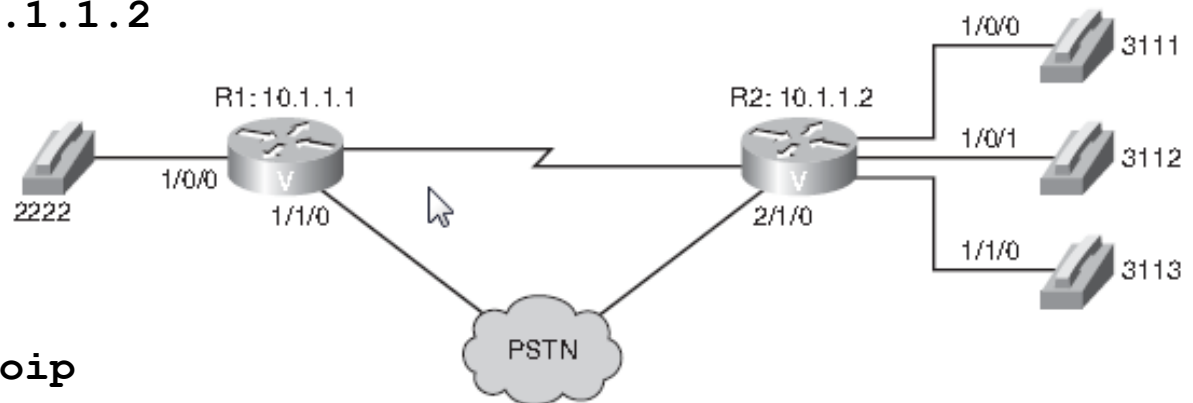 .1.1.2
1/0/0
3111
R1: 10.1.1.1
R2: 10.1.1.2
1/0/1
3112
1/0/0
V
V
2222
1/1/0
2/1/0
1/1/0
3113
PSTN
oip